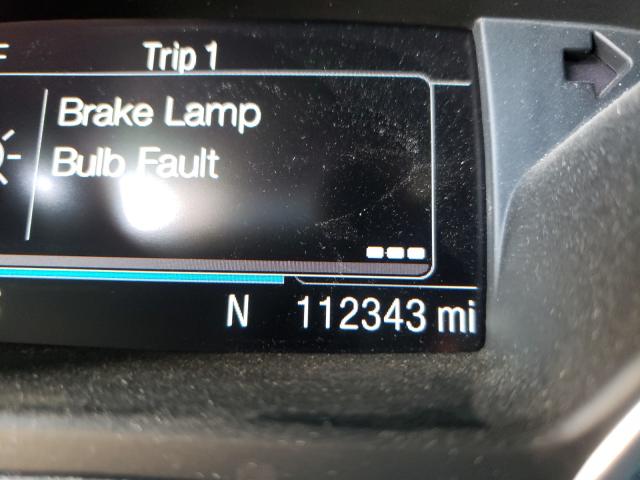 Trip 1
Brake Lamp
Bulb Fault
N 112343 mi